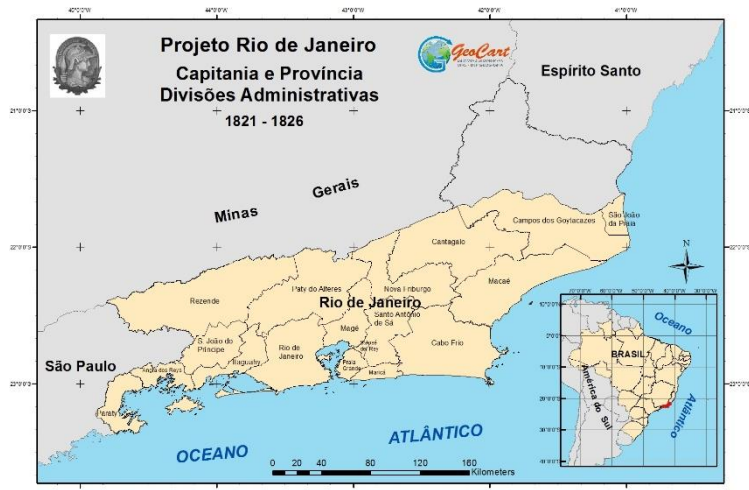 Projeto Rio de Janeiro
Capitania e Província
Divisões Administrativas
1821 - 1826
GeoCart
Espírito Santo
Minas
Gerais
São João
da Praia
Campos dos Goytacazes
Cantagalo
Macaé
Nova Friburgo
Paty do Alferes
Rio de Janeiro
Rezende
Santo Antônio
de Sá
Magé
S. João do
Príncipe
Rio de
Janeiro
Cabo Frio
Itaguahy
Praia
Grande
Maricá
São Paulo
Angra dos Reys
Paraty
OCEANO
ATLÂNTICO
0 20 40 80 120 160
Kilometers
N
Oceano
BRASIL
América do Sul
Atlântico